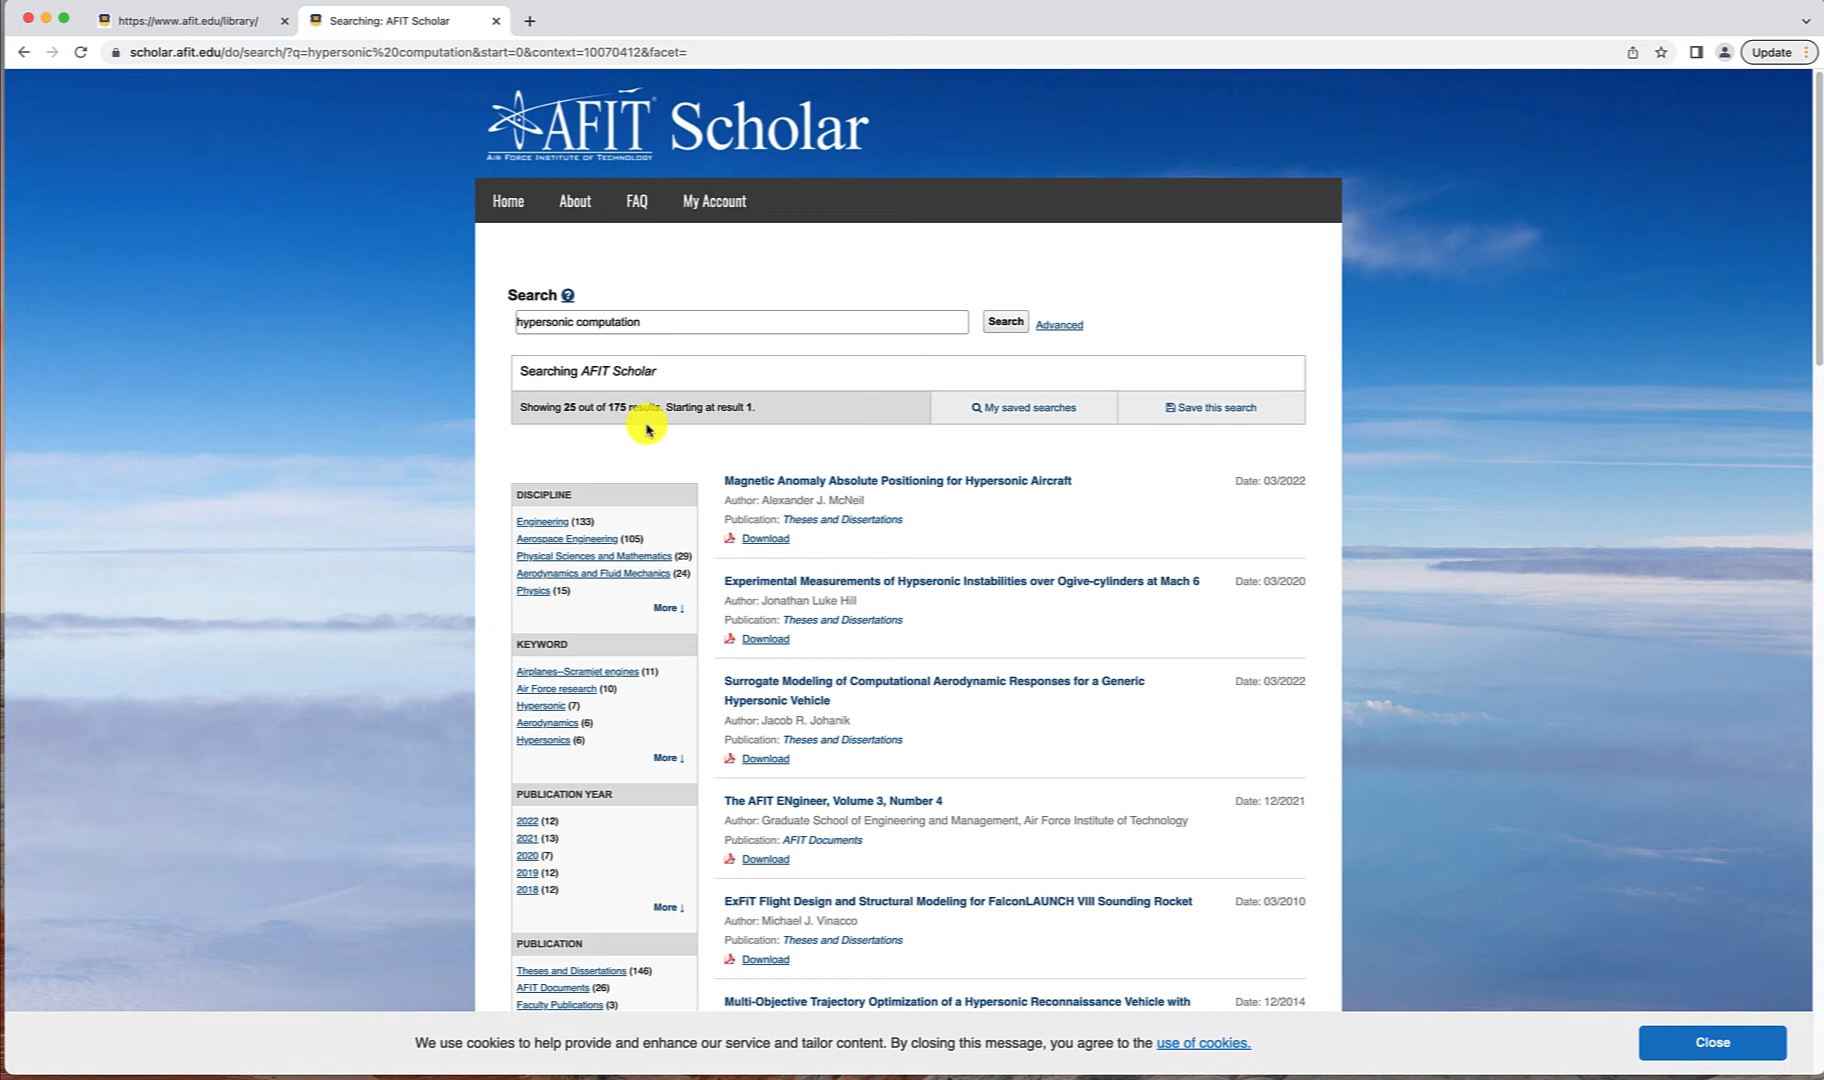 https://www.afit.edu/library/
Searching: AFIT Scholar
scholar.afit.edu/do/search/?q=hypersonic%20computation&start=0&context=10070412&facet=
Update
AFIT Scholar
AIR FORCE INSTITUTE OF TECHNOLOGY
Home About FAQ My Account
Search ?
hypersonic computation
Search Advanced
Searching AFIT Scholar
Showing 25 out of 175 results. Starting at result 1.
My saved searches
Save this search
DISCIPLINE
Engineering (133)
Aerospace Engineering (105)
Physical Sciences and Mathematics (29)
Aerodynamics and Fluid Mechanics (24)
Physics (15)
More ↓
KEYWORD
Airplanes--Scramjet engines (11)
Air Force research (10)
Hypersonic (7)
Aerodynamics (6)
Hypersonics (6)
More ↓
PUBLICATION YEAR
2022 (12)
2021 (13)
2020 (7)
2019 (12)
2018 (12)
More ↓
PUBLICATION
Theses and Dissertations (146)
AFIT Documents (26)
Faculty Publications (3)
Magnetic Anomaly Absolute Positioning for Hypersonic Aircraft Date: 03/2022
Author: Alexander J. McNeil
Publication: Theses and Dissertations
Download
Experimental Measurements of Hypseronic Instabilities over Ogive-cylinders at Mach 6 Date: 03/2020
Author: Jonathan Luke Hill
Publication: Theses and Dissertations
Download
Surrogate Modeling of Computational Aerodynamic Responses for a Generic Date: 03/2022
Hypersonic Vehicle
Author: Jacob R. Johanik
Publication: Theses and Dissertations
Download
The AFIT ENgineer, Volume 3, Number 4 Date: 12/2021
Author: Graduate School of Engineering and Management, Air Force Institute of Technology
Publication: AFIT Documents
Download
ExFiT Flight Design and Structural Modeling for FalconLAUNCH VIII Sounding Rocket Date: 03/2010
Author: Michael J. Vinacco
Publication: Theses and Dissertations
Download
Multi-Objective Trajectory Optimization of a Hypersonic Reconnaissance Vehicle with Date: 12/2014
We use cookies to help provide and enhance our service and tailor content. By closing this message, you agree to the use of cookies.
Close